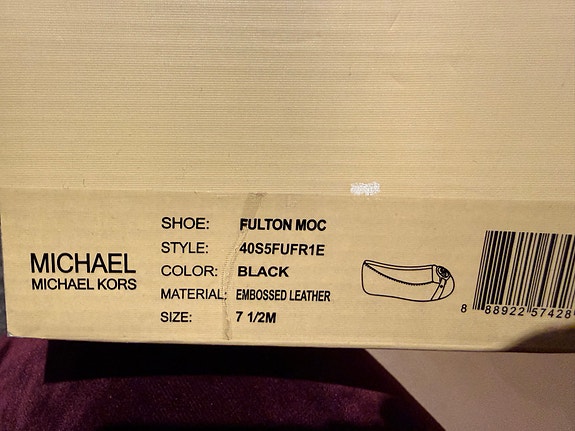 MICHAEL
MICHAEL KORS
SHOE: FULTON MOC
STYLE: 40S5FUFR1E
COLOR: BLACK
MATERIAL: EMBOSSED LEATHER
SIZE: 7 1/2M
8 88922 57428